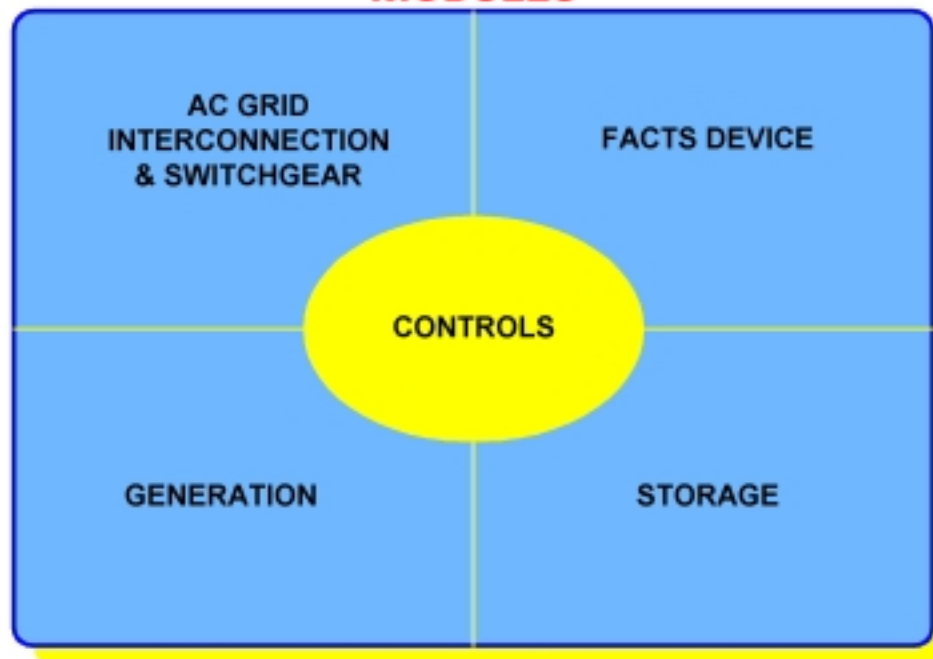 AC GRID
INTERCONNECTION
& SWITCHGEAR
FACTS DEVICE
CONTROLS
GENERATION
STORAGE